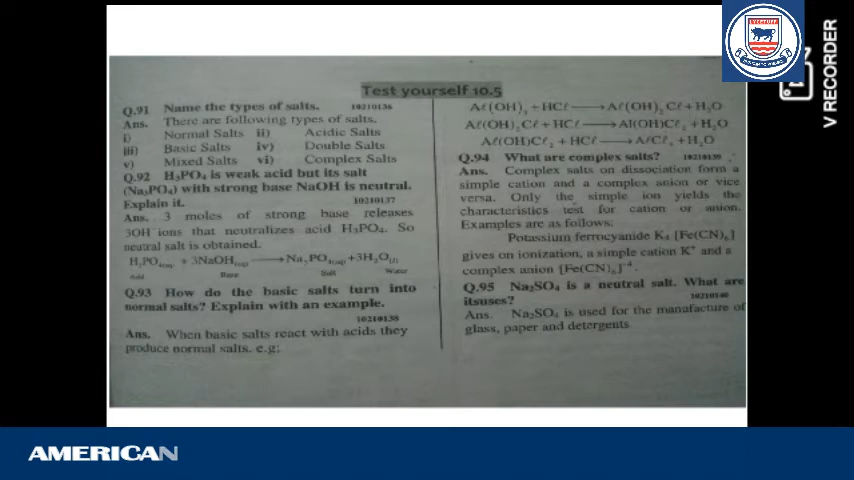 Test yourself 10.5
Q.91 Name the types of salts. 10210136
Ans. There are following types of salts.
i) Normal Salts ii) Acidic Salts
iii) Basic Salts iv) Double Salts
v) Mixed Salts vi) Complex Salts
Q.92 H₃PO₄ is weak acid but its salt
(Na₃PO₄) with strong base NaOH is neutral.
Explain it. 10210137
Ans. 3 moles of strong base releases
3OH⁻ ions that neutralizes acid H₃PO₄. So
neutral salt is obtained.
H₃PO₄(aq) + 3NaOH(aq) ⟶ Na₃PO₄(aq) +3H₂O(l)
Acid Base Salt Water
Q.93 How do the basic salts turn into
normal salts? Explain with an example.
10210138
Ans. When basic salts react with acids they
produce normal salts. e.g;
Aℓ(OH)₃ + HCℓ ⟶ Aℓ(OH)₂Cℓ + H₂O
Aℓ(OH)₂Cℓ + HCℓ ⟶ Al(OH)Cℓ₂ + H₂O
Aℓ(OH)Cℓ₂ + HCℓ ⟶ AℓCℓ₃ + H₂O
Q.94 What are complex salts? 10210139
Ans. Complex salts on dissociation form a
simple cation and a complex anion or vice
versa. Only the simple ion yields the
characteristics test for cation or anion.
Examples are as follows:
Potassium ferrocyanide K₄ [Fe(CN)₆]
gives on ionization, a simple cation K⁺ and a
complex anion [Fe(CN)₆]⁻⁴.
Q.95 Na₂SO₄ is a neutral salt. What are
itsuses? 10210140
Ans. Na₂SO₄ is used for the manafacture of
glass, paper and detergents
V RECORDER
AMERICAN